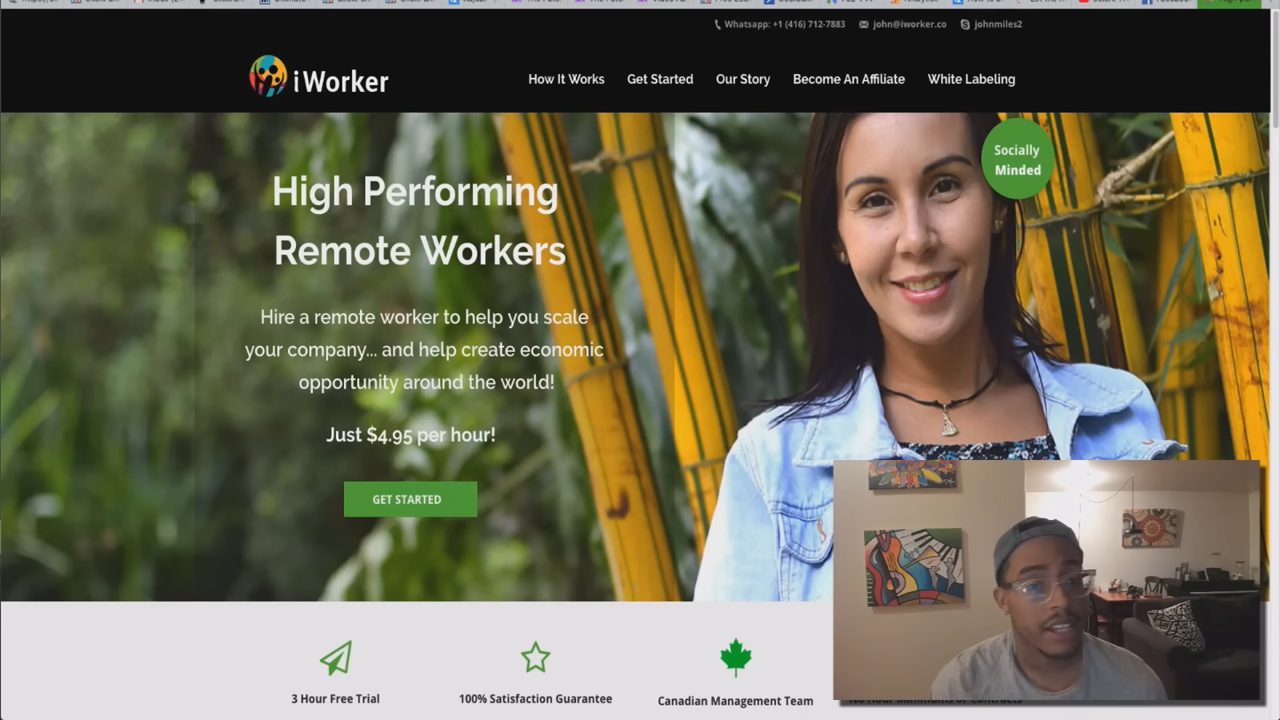 Whatsapp: +1 (416) 712-7883 john@iworker.co johnmiles2
iWorker
How It Works Get Started Our Story Become An Affiliate White Labeling
Socially
Minded
High Performing
Remote Workers
Hire a remote worker to help you scale
your company... and help create economic
opportunity around the world!
Just $4.95 per hour!
GET STARTED
3 Hour Free Trial 100% Satisfaction Guarantee Canadian Management Team